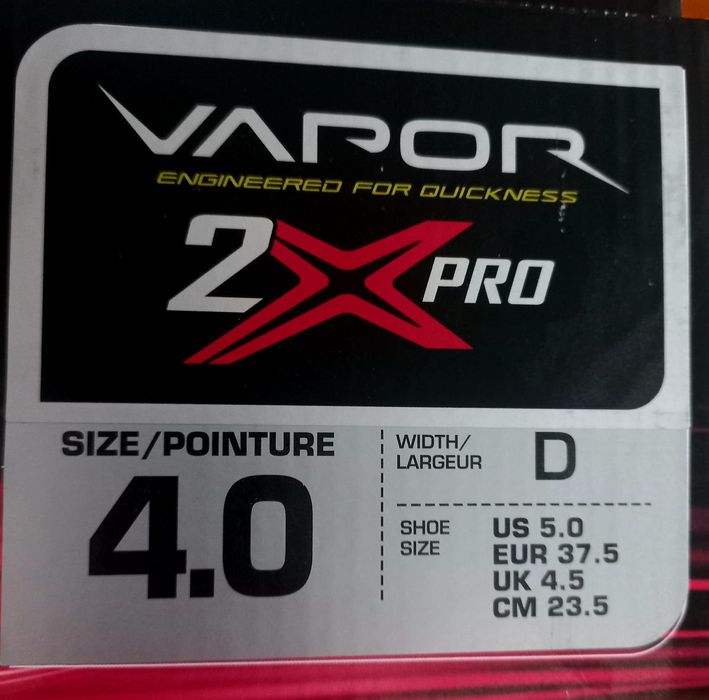 VAPOR
ENGINEERED FOR QUICKNESS
2X PRO
SIZE/POINTURE
4.0
WIDTH/
LARGEUR
D
SHOE
SIZE
US 5.0
EUR 37.5
UK 4.5
CM 23.5